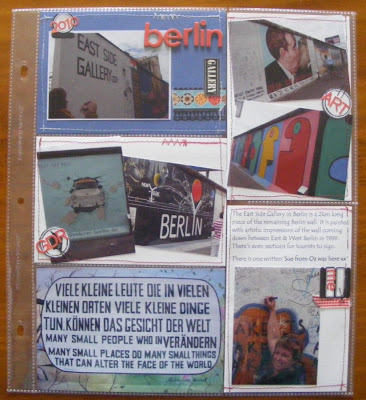 2010
berlin
EAST SIDE
GALLERY
GALLERY
ART
BERLIN
GDR
The East Side Gallery in Berlin is a 2km long
piece of the remaining Berlin wall. It is painted
with artistic impressions of the wall coming
down between East & West Berlin in 1989.
There's even sections for tourists to sign.
There is one written 'Sue from Oz was here xx'
VIELE KLEINE LEUTE DIE IN VIELEN
KLEINEN ORTEN VIELE KLEINE DINGE
TUN, KÖNNEN DAS GESICHT DER WELT
VERÄNDERN
MANY SMALL PEOPLE WHO IN
MANY SMALL PLACES DO MANY SMALL THINGS
THAT CAN ALTER THE FACE OF THE WORLD